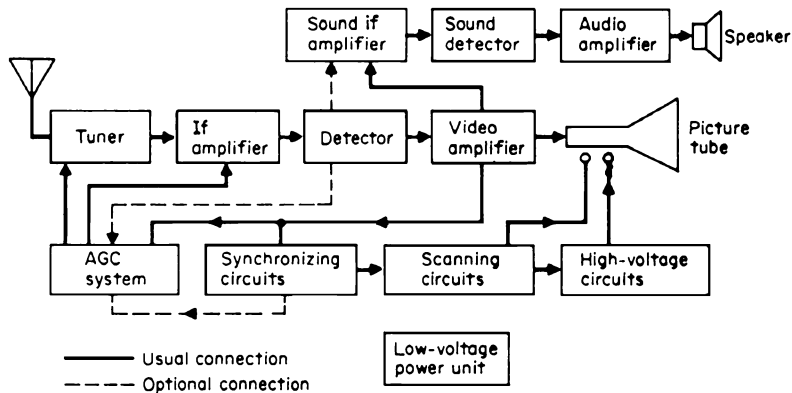 Sound if
amplifier
Sound
detector
Audio
amplifier
Speaker
Tuner
If
amplifier
Detector
Video
amplifier
Picture
tube
AGC
system
Synchronizing
circuits
Scanning
circuits
High-voltage
circuits
Usual connection
Optional connection
Low-voltage
power unit